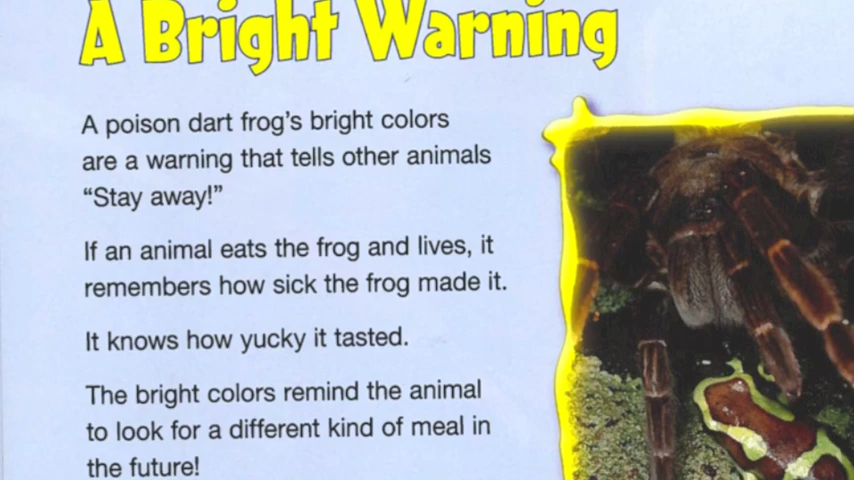 A Bright Warning
A poison dart frog's bright colors
are a warning that tells other animals
“Stay away!”
If an animal eats the frog and lives, it
remembers how sick the frog made it.
It knows how yucky it tasted.
The bright colors remind the animal
to look for a different kind of meal in
the future!